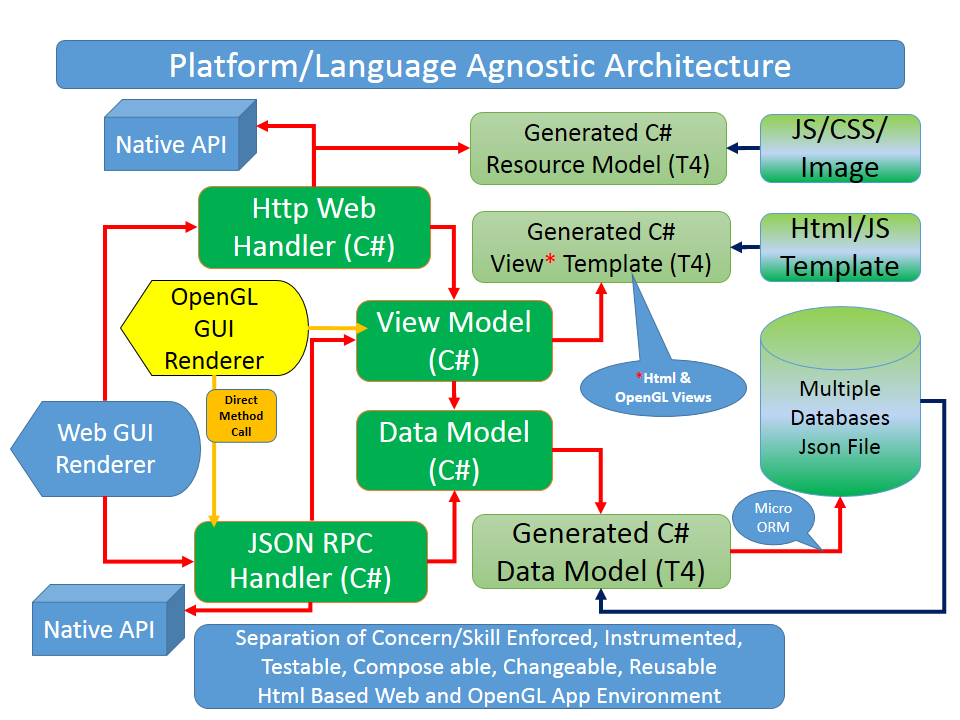 Platform/Language Agnostic Architecture
Native API
Generated C#
Resource Model (T4)
JS/CSS/
Image
Http Web
Handler (C#)
Generated C#
View* Template (T4)
Html/JS
Template
OpenGL
GUI
Renderer
View Model
(C#)
*Html &
OpenGL Views
Multiple
Databases
Json File
Direct
Method
Call
Web GUI
Renderer
Data Model
(C#)
Micro
ORM
Generated C#
Data Model (T4)
JSON RPC
Handler (C#)
Native API
Separation of Concern/Skill Enforced, Instrumented,
Testable, Compose able, Changeable, Reusable
Html Based Web and OpenGL App Environment